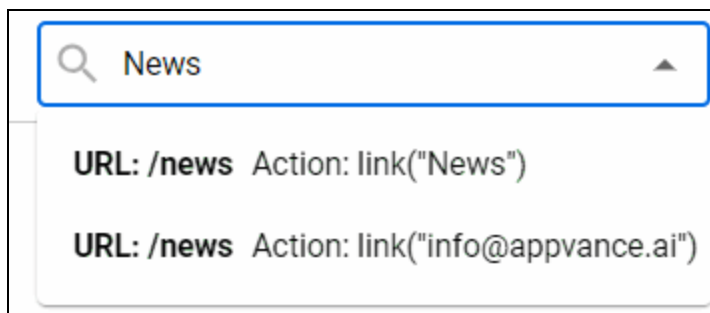 News
URL: /news Action: link("News")
URL: /news Action: link("info@appvance.ai")